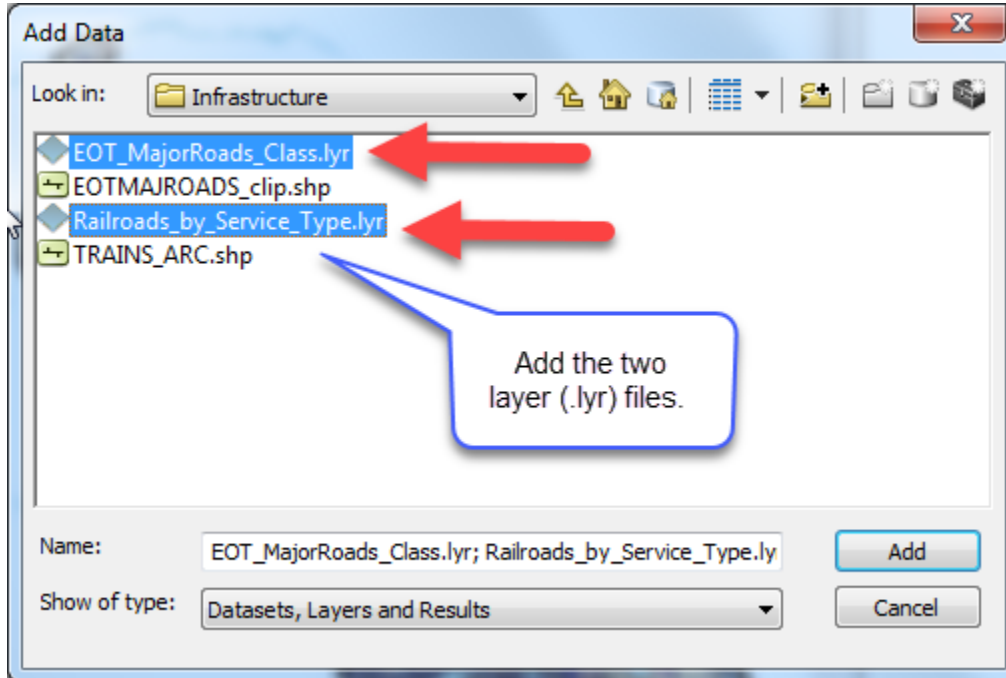 Add Data
Look in:
Infrastructure
EOT_MajorRoads_Class.lyr
EOTMAJROADS_clip.shp
Railroads_by_Service_Type.lyr
TRAINS_ARC.shp
Add the two
layer (.lyr) files.
Name:
EOT_MajorRoads_Class.lyr; Railroads_by_Service_Type.ly
Add
Show of type:
Datasets, Layers and Results
Cancel